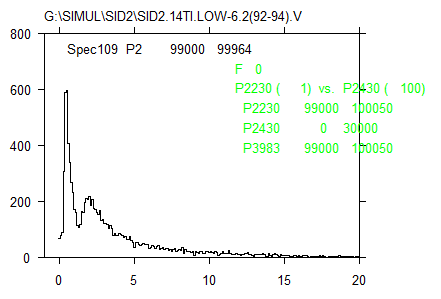 G:\SIMUL\SID2\SID2.14TI.LOW-6.2(92-94).V
800
Spec109 P2 99000 99964
F 0
P2230 ( 1) vs. P2430 ( 100)
600
P2230 99000 100050
P2430 0 30000
400
P3983 99000 100050
200
0
0 5 10 15 20